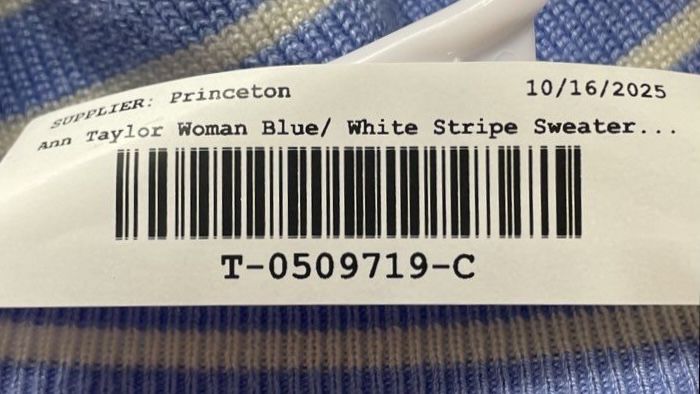 SUPPLIER: Princeton 10/16/2025
Ann Taylor Woman Blue/ White Stripe Sweater...
T-0509719-C